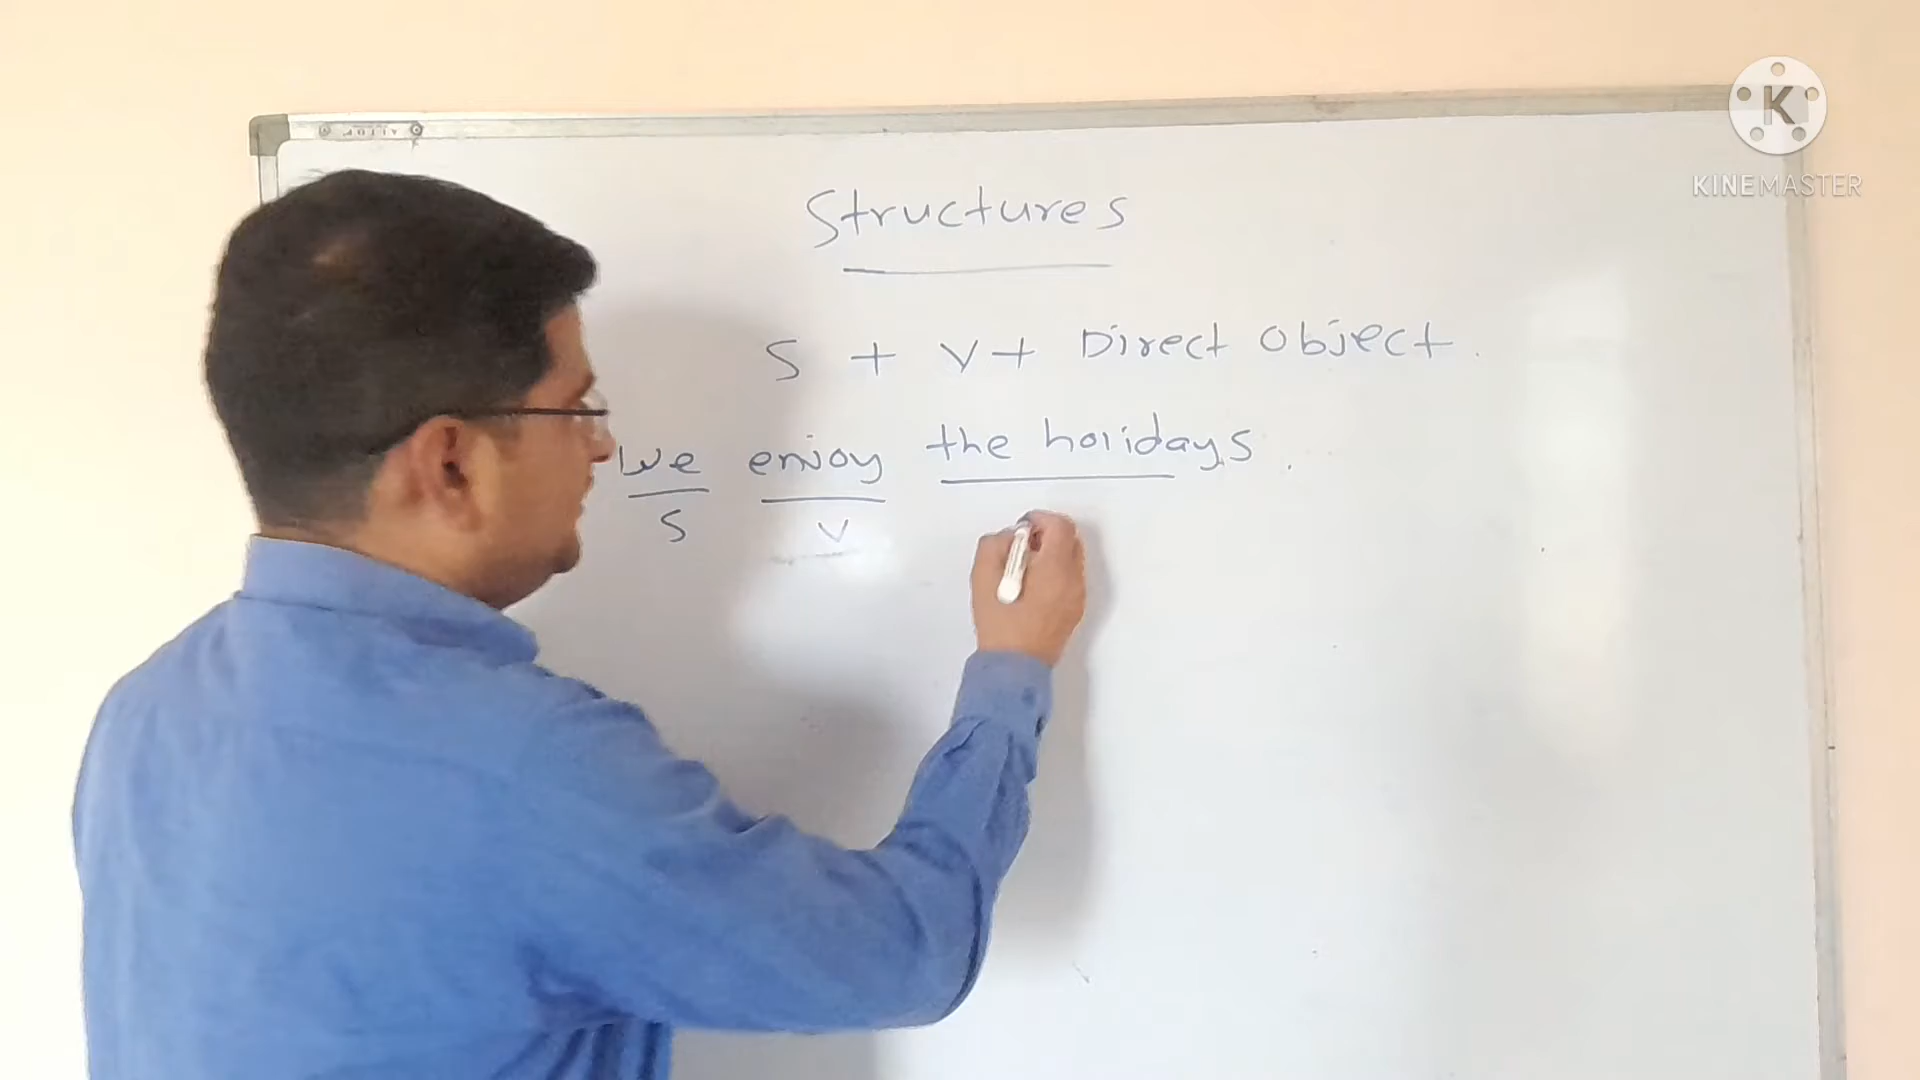 Structures
S + V + Direct Object.
We enjoy the holidays.
S V
K
KINEMASTER